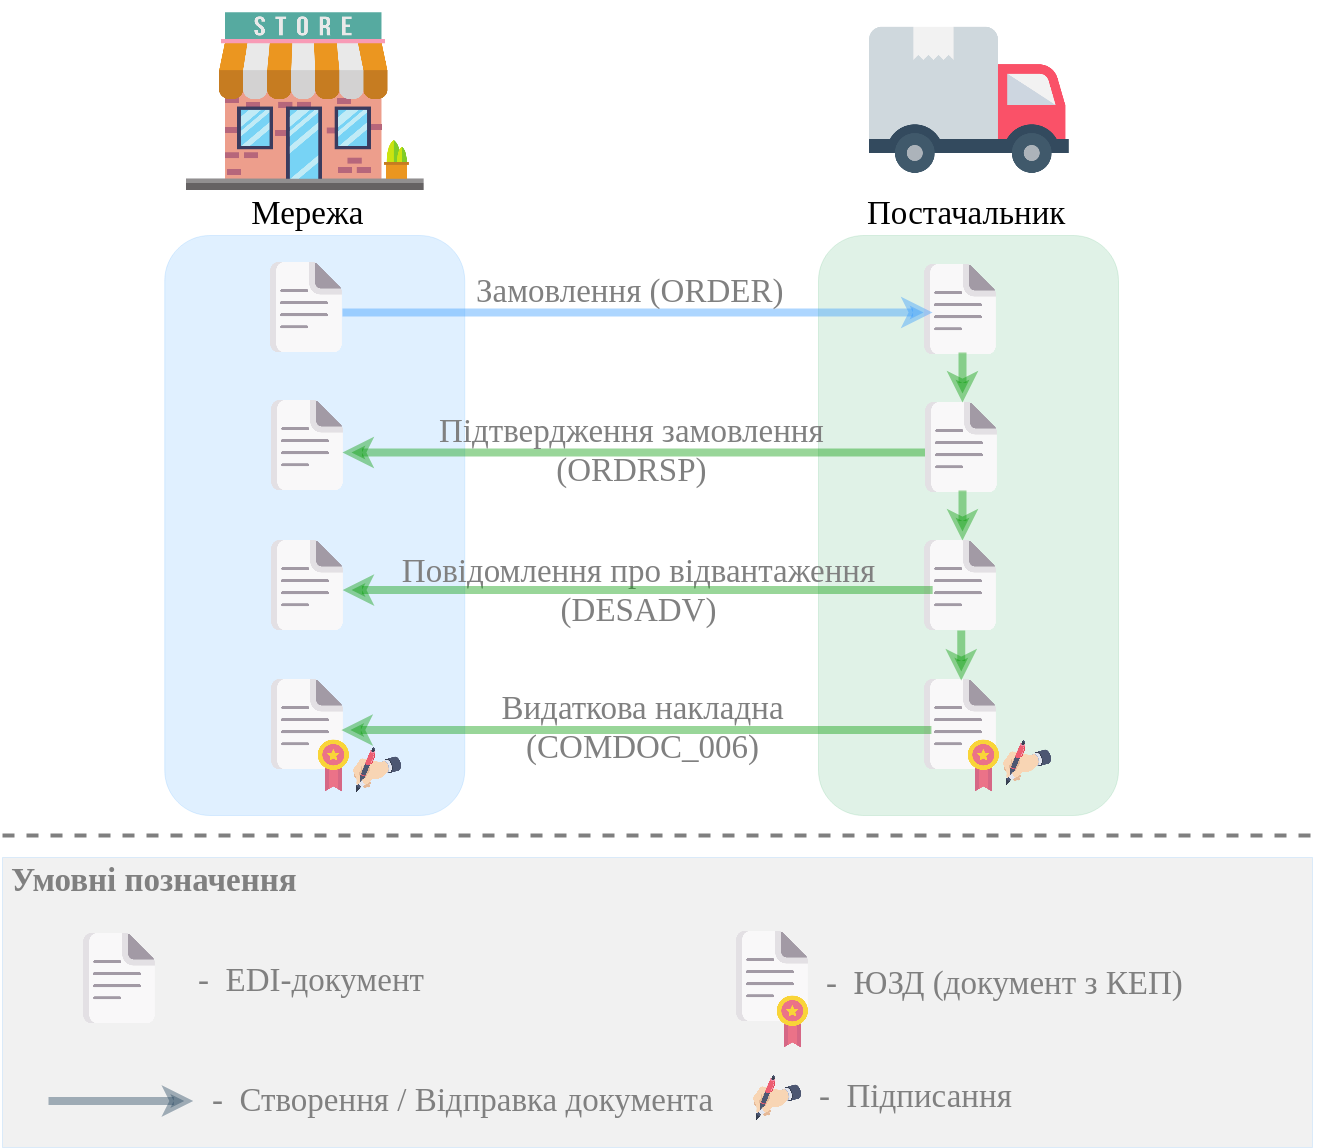 STORE
Мережа
Постачальник
Замовлення (ORDER)
Підтвердження замовлення
(ORDRSP)
Повідомлення про відвантаження
(DESADV)
Видаткова накладна
(COMDOC_006)
Умовні позначення
- EDI-документ
- ЮЗД (документ з КЕП)
- Створення / Відправка документа
- Підписання